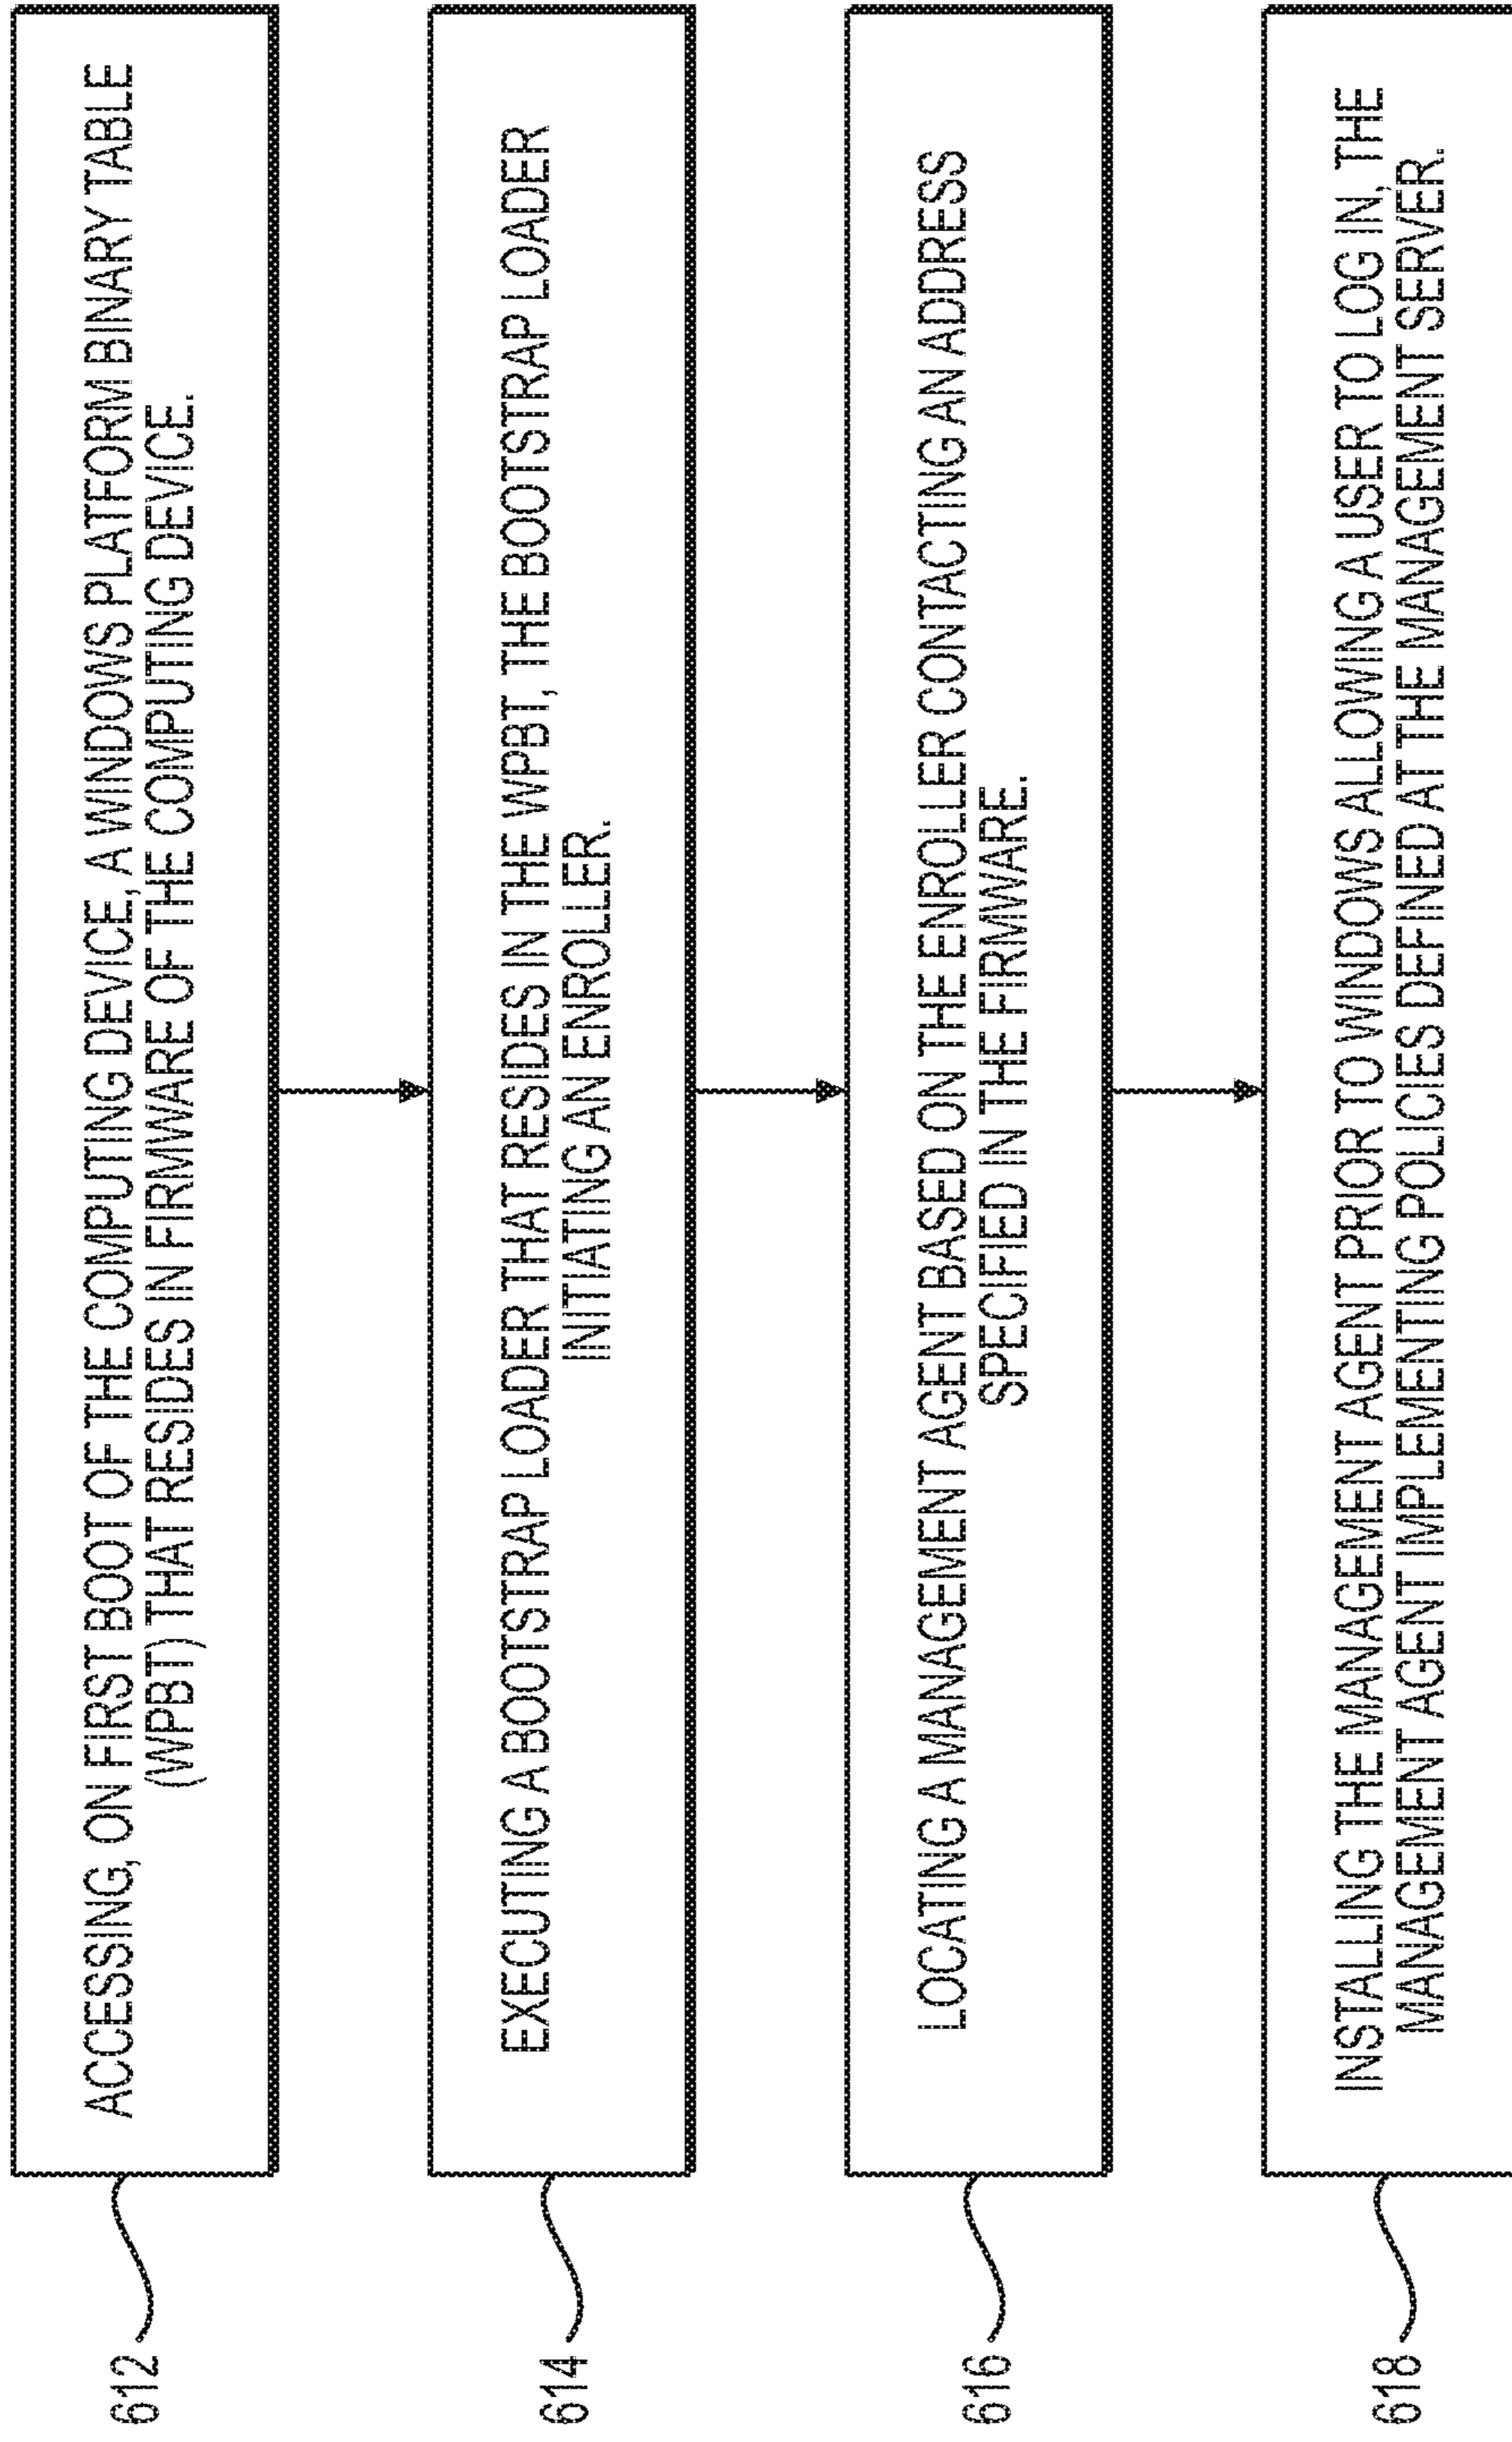 612
ACCESSING, ON FIRST BOOT OF THE COMPUTING DEVICE, A WINDOWS PLATFORM BINARY TABLE
(WPBT) THAT RESIDES IN FIRMWARE OF THE COMPUTING DEVICE.
614
EXECUTING A BOOTSTRAP LOADER THAT RESIDES IN THE WPBT, THE BOOTSTRAP LOADER
INITIATING AN ENROLLER.
616
LOCATING A MANAGEMENT AGENT BASED ON THE ENROLLER CONTACTING AN ADDRESS
SPECIFIED IN THE FIRMWARE.
618
INSTALLING THE MANAGEMENT AGENT PRIOR TO WINDOWS ALLOWING A USER TO LOG IN, THE
MANAGEMENT AGENT IMPLEMENTING POLICIES DEFINED AT THE MANAGEMENT SERVER.